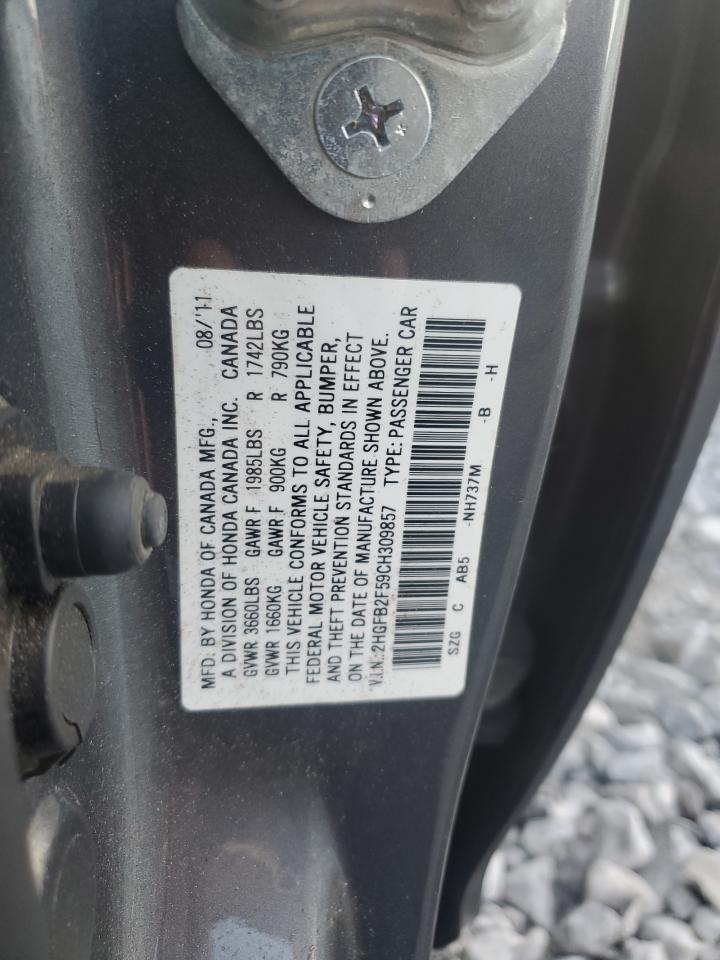 MFD. BY HONDA OF CANADA MFG., 08/'11
A DIVISION OF HONDA CANADA INC. CANADA
GVWR 3660LBS GAWR F 1985LBS R 1742LBS
GVWR 1660KG GAWR F 900KG R 790KG
THIS VEHICLE CONFORMS TO ALL APPLICABLE
FEDERAL MOTOR VEHICLE SAFETY, BUMPER,
AND THEFT PREVENTION STANDARDS IN EFFECT
ON THE DATE OF MANUFACTURE SHOWN ABOVE.
V.I.N.:2HGFB2F59CH309857 TYPE: PASSENGER CAR
SZG C AB5 -NH737M -B -H